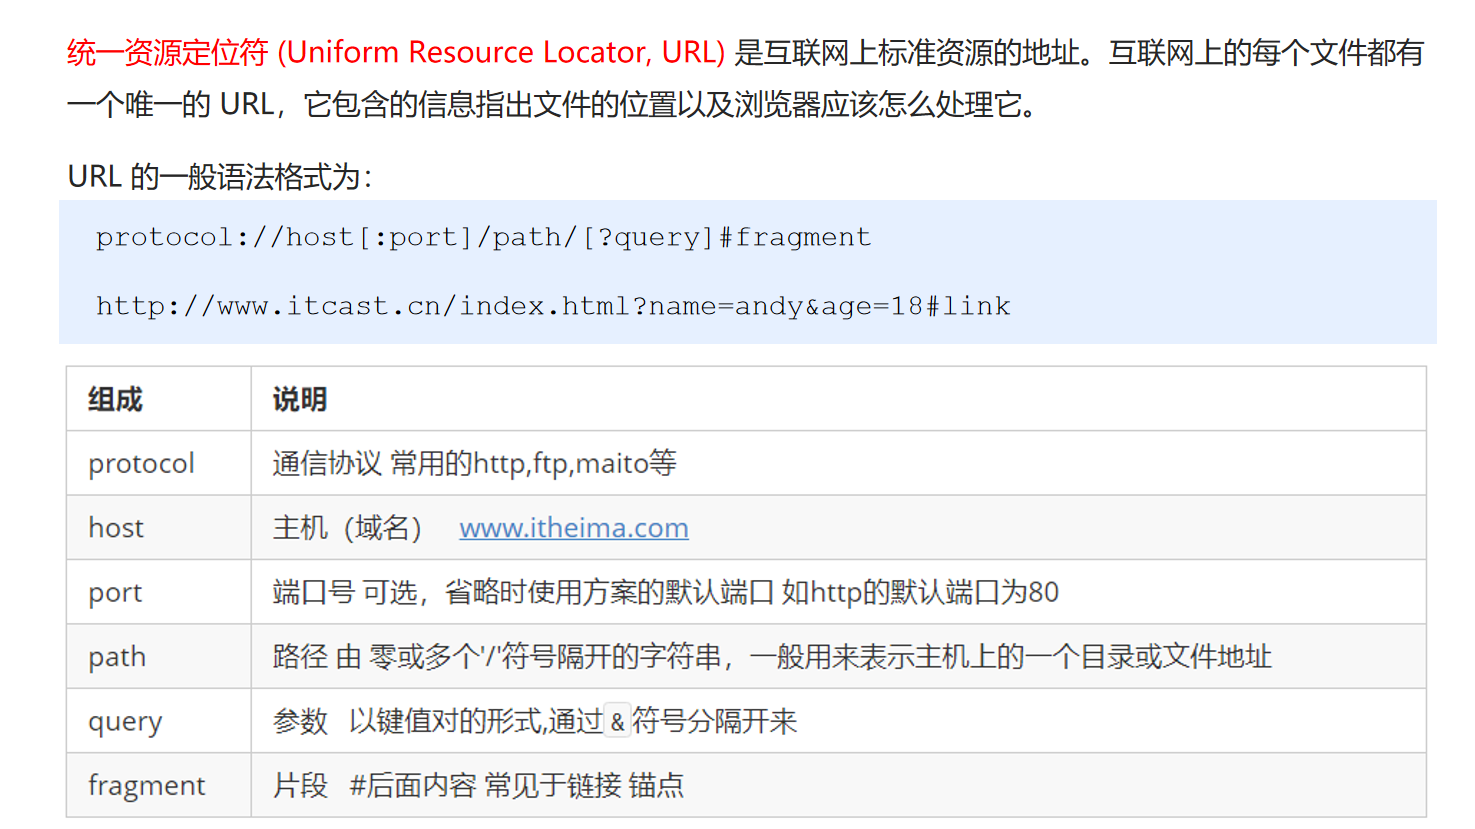 统一资源定位符 (Uniform Resource Locator, URL) 是互联网上标准资源的地址。互联网上的每个文件都有
一个唯一的 URL，它包含的信息指出文件的位置以及浏览器应该怎么处理它。
URL 的一般语法格式为：
protocol://host[:port]/path/[?query]#fragment
http://www.itcast.cn/index.html?name=andy&age=18#link
组成 说明
protocol 通信协议 常用的http,ftp,maito等
host 主机（域名） www.itheima.com
port 端口号 可选，省略时使用方案的默认端口 如http的默认端口为80
path 路径 由 零或多个'/'符号隔开的字符串，一般用来表示主机上的一个目录或文件地址
query 参数 以键值对的形式,通过&符号分隔开来
fragment 片段 #后面内容 常见于链接 锚点